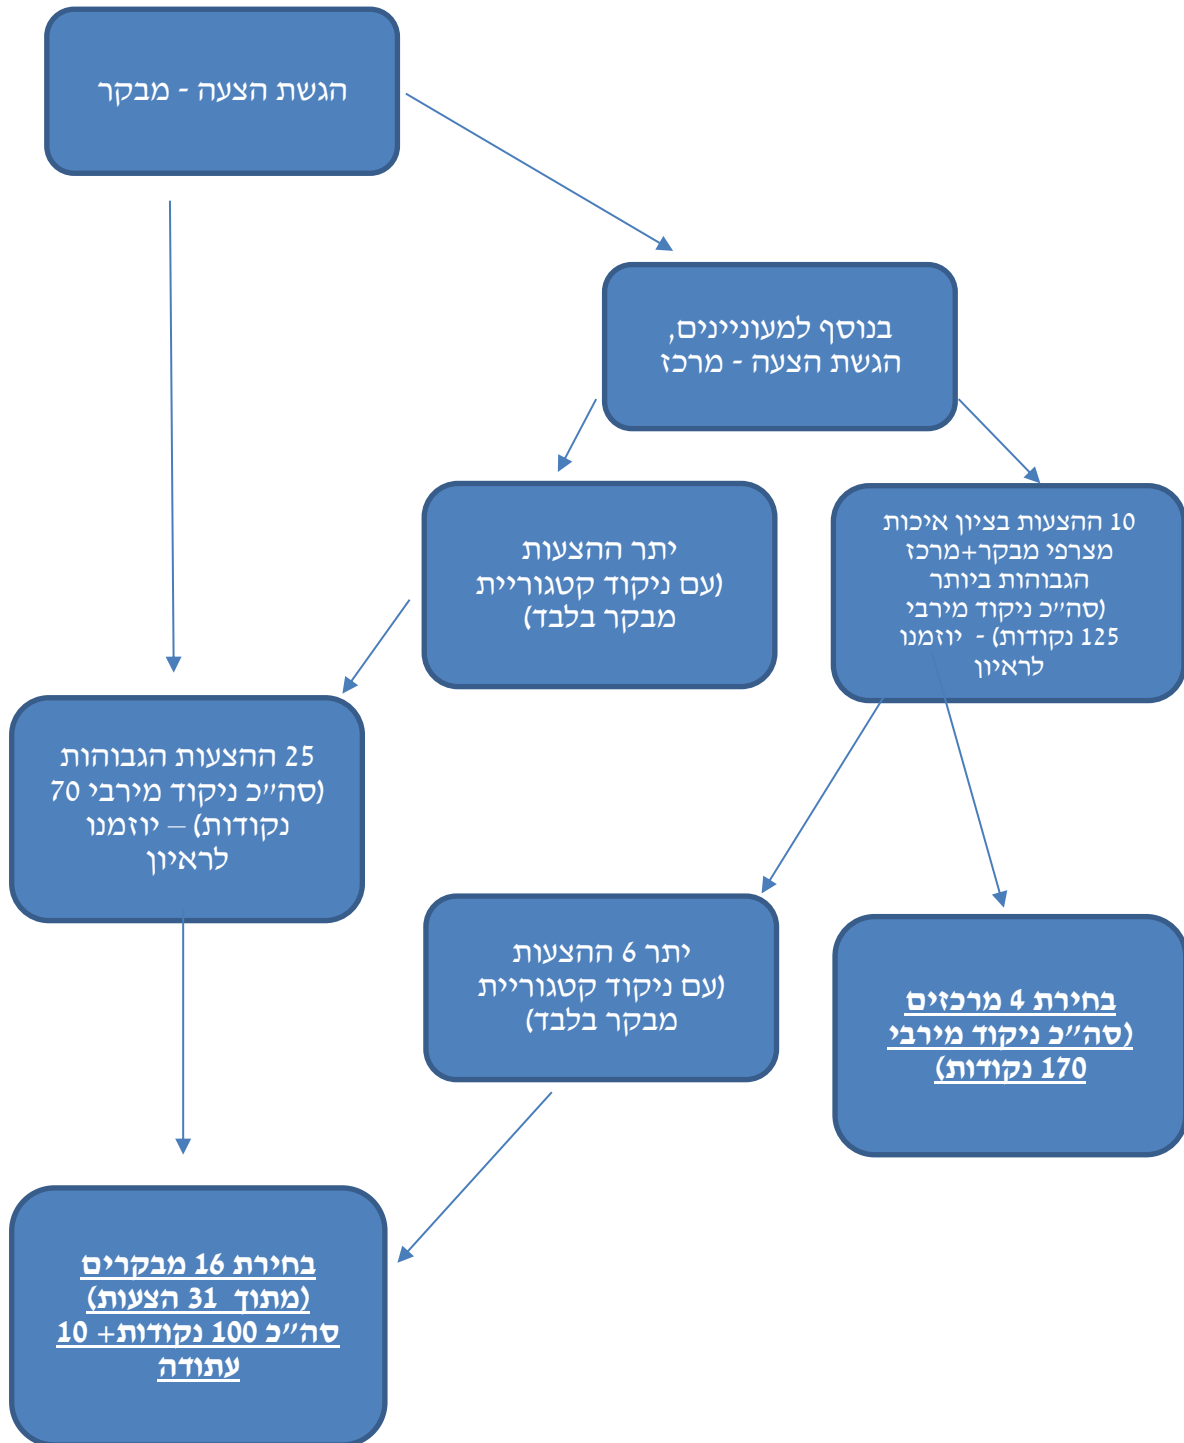 הגשת הצעה - מבקר
בנוסף למעוניינים,
הגשת הצעה - מרכז
10 ההצעות בציון איכות
מצרפי מבקר+מרכז
הגבוהות ביותר
(סה"כ ניקוד מירבי
125 נקודות) - יוזמנו
לראיון
יתר ההצעות
(עם ניקוד קטגוריית
מבקר בלבד)
25 ההצעות הגבוהות
(סה"כ ניקוד מירבי 70
נקודות) – יוזמנו
לראיון
יתר 6 ההצעות
(עם ניקוד קטגוריית
מבקר בלבד)
בחירת 4 מרכזים
(סה"כ ניקוד מירבי
170 נקודות)
בחירת 16 מבקרים
(מתוך 31 הצעות)
סה"כ 100 נקודות+ 10
עתודה